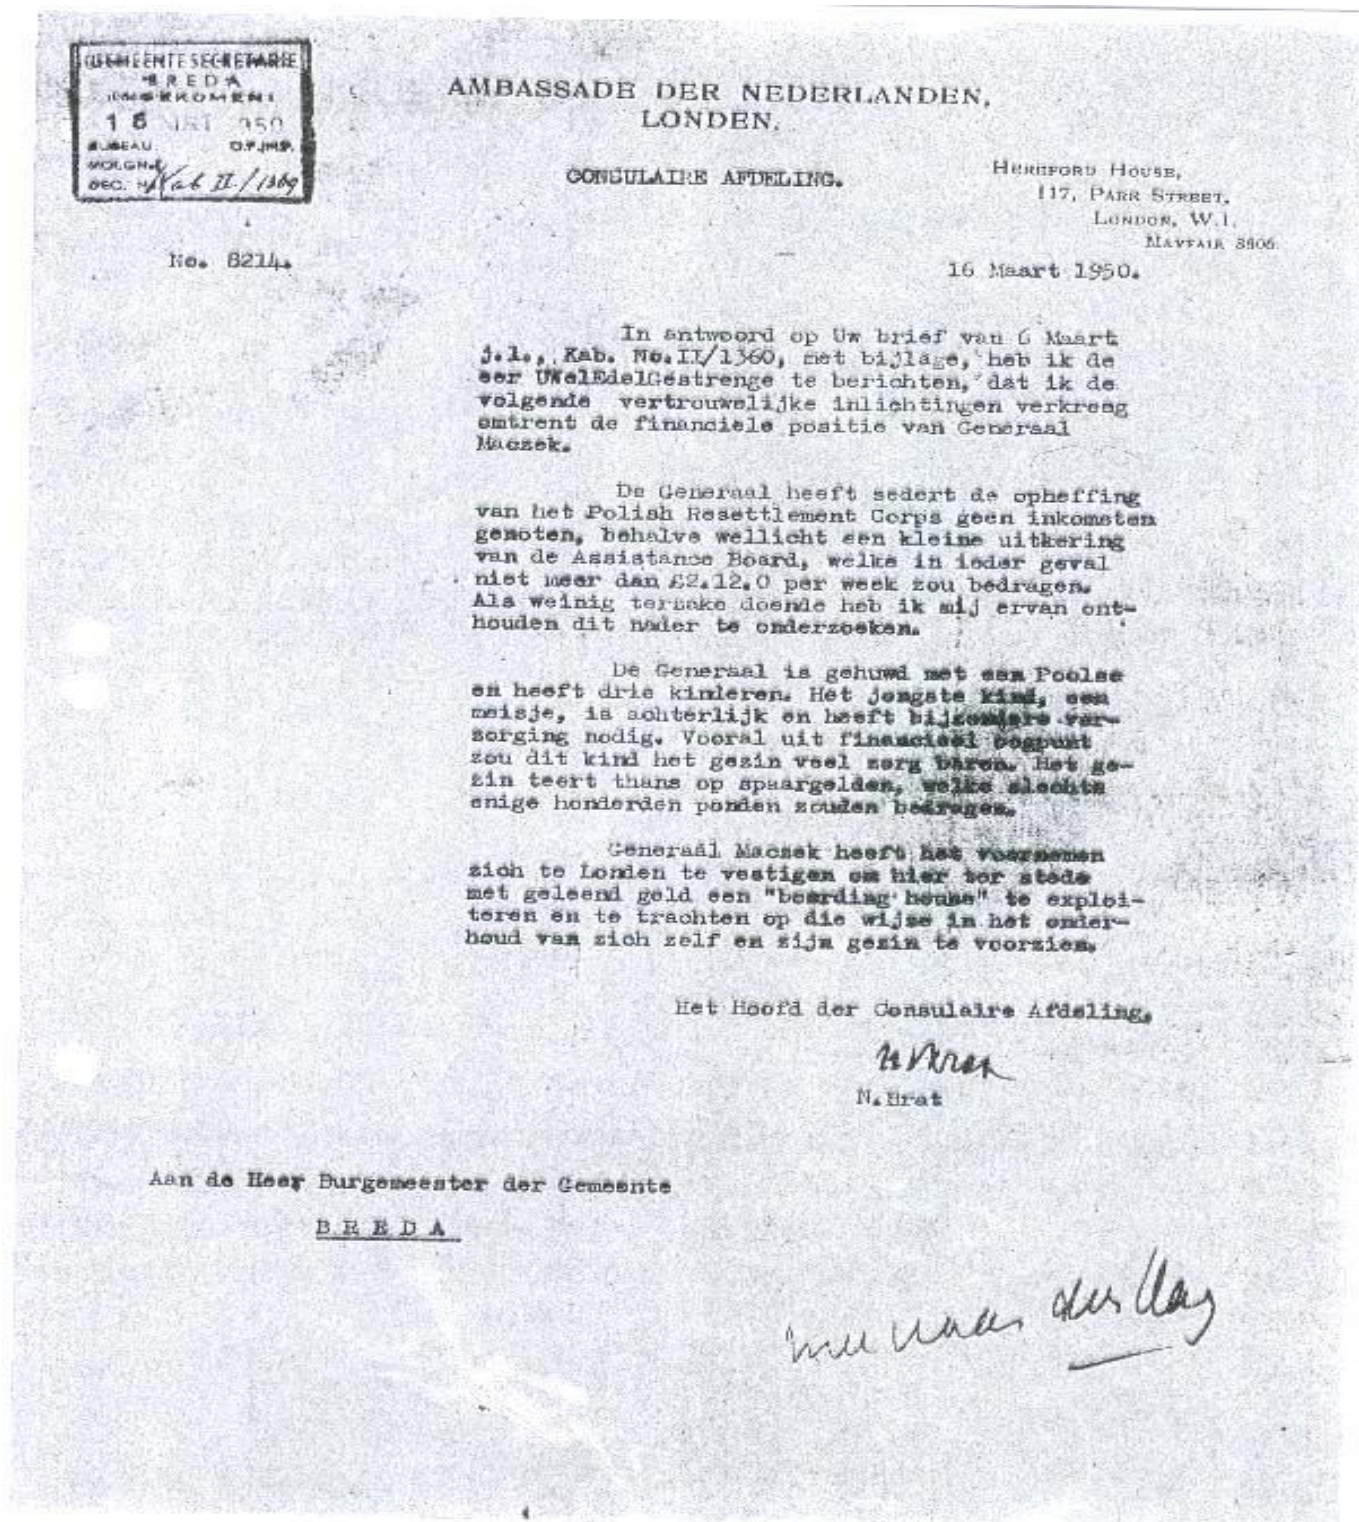 GEMEENTESECRETARIE
BREDA
INGEKOMEN:
BUREAU. O.P.JHP.
VOLGN.
Kab II/1369
AMBASSADE DER NEDERLANDEN,
LONDEN.
CONSULAIRE AFDELING.
HEREFORD HOUSE,
117, PARK STREET,
LONDON, W.1.
MAYFAIR
No. 8214.
16 Maart 1950.
In antwoord op Uw brief van 6 Maart
j.l., Kab. No.II/1360, met bijlage, heb ik de
eer UWelEdelGestrenge te berichten, dat ik de
volgende vertrouwelijke inlichtingen verkreeg
omtrent de financiele positie van Generaal
Maczek.
De Generaal heeft sedert de opheffing
van het Polish Resettlement Corps geen inkomsten
genoten, behalve wellicht een kleine uitkering
van de Assistance Board, welke in ieder geval
niet meer dan £2.12.0 per week zou bedragen.
Als weinig terzake doende heb ik mij ervan ont-
houden dit nader te onderzoeken.
De Generaal is gehuwd met een Poolse
en heeft drie kinderen. Het jongste kind, een
meisje, is achterlijk en heeft bijzondere ver-
zorging nodig. Vooral uit financieel oogpunt
zou dit kind het gezin veel zorg baren. Het ge-
zin teert thans op spaargelden, welke slechts
enige honderden ponden zouden bedragen.
Generaal Maczek heeft het voornemen
zich te Londen te vestigen om hier ter stede
met geleend geld een "boarding house" te exploi-
teren en te trachten op die wijze in het onder-
houd van zich zelf en zijn gezin te voorzien.
Het Hoofd der Consulaire Afdeling,
Aan de Heer Burgemeester der Gemeente
BREDA